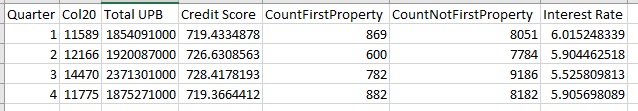 Quarter Col20 Total UPB Credit Score CountFirstProperty CountNotFirstProperty Interest Rate
1 11589 1854091000 719.4334878 869 8051 6.015248339
2 12166 1920087000 726.6308563 600 7784 5.904462518
3 14470 2371301000 728.4178193 782 9186 5.525809813
4 11775 1875271000 719.3664412 882 8182 5.905698089